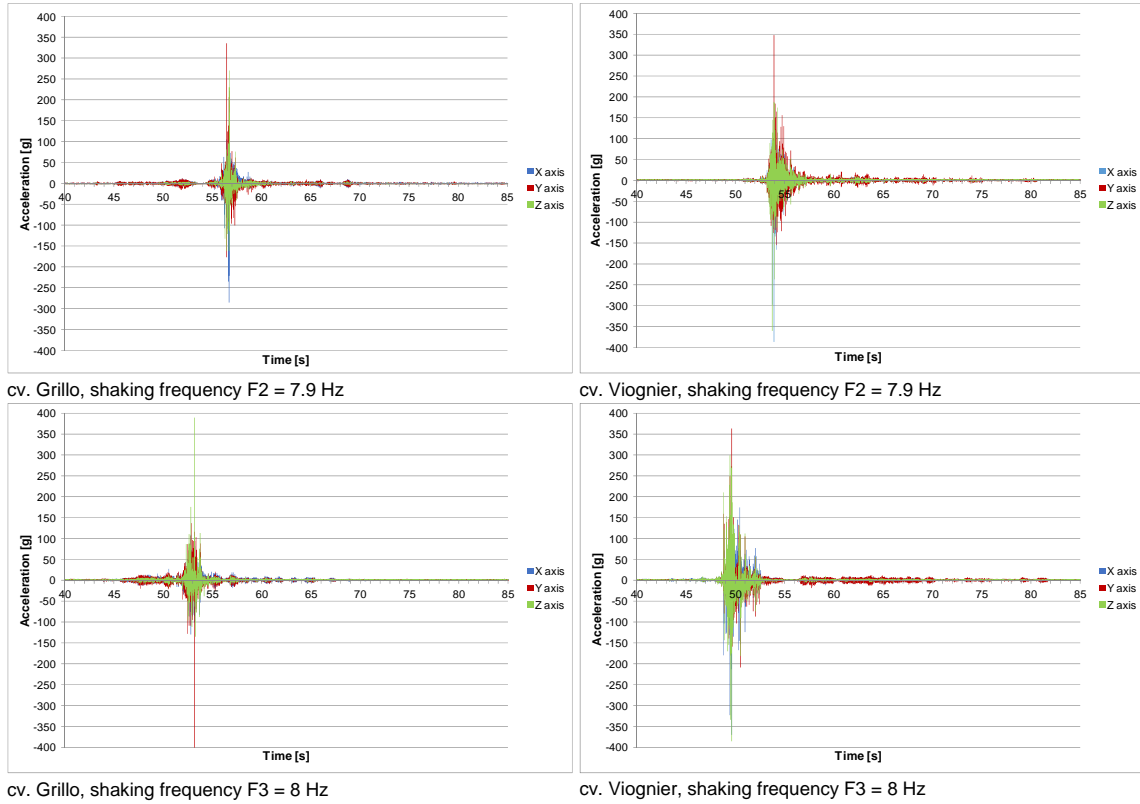 400
350
300
250
200
150
100
50
0
-50
-100
-150
-200
-250
-300
-350
-400
Acceleration [g]
40 45 50 55 60 65 70 75 80 85
Time [s]
X axis
Y axis
Z axis
cv. Grillo, shaking frequency F2 = 7.9 Hz
400
350
300
250
200
150
100
50
0
-50
-100
-150
-200
-250
-300
-350
-400
Acceleration [g]
40 45 50 55 60 65 70 75 80 85
Time [s]
X axis
Y axis
Z axis
cv. Viognier, shaking frequency F2 = 7.9 Hz
400
350
300
250
200
150
100
50
0
-50
-100
-150
-200
-250
-300
-350
-400
Acceleration [g]
40 45 50 55 60 65 70 75 80 85
Time [s]
X axis
Y axis
Z axis
cv. Grillo, shaking frequency F3 = 8 Hz
400
350
300
250
200
150
100
50
0
-50
-100
-150
-200
-250
-300
-350
-400
Acceleration [g]
40 45 50 55 60 65 70 75 80 85
Time [s]
X axis
Y axis
Z axis
cv. Viognier, shaking frequency F3 = 8 Hz